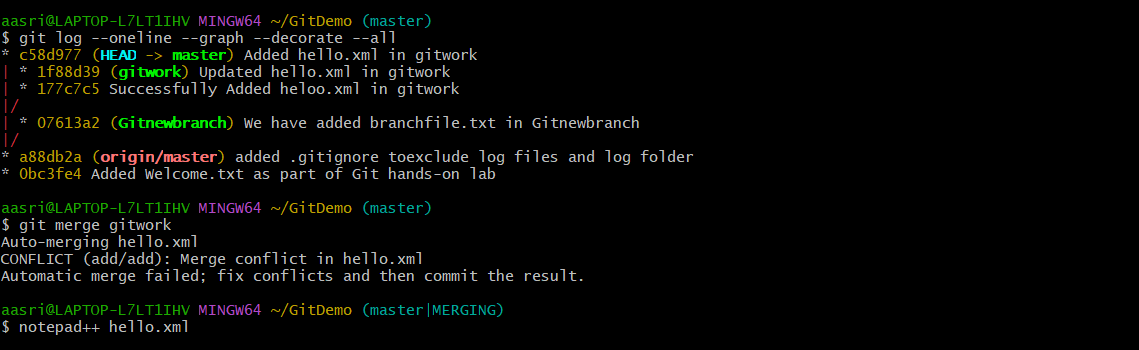 aasri@LAPTOP-L7LT1IHV MINGW64 ~/GitDemo (master)
$ git log --oneline --graph --decorate --all
* c58d977 (HEAD -> master) Added hello.xml in gitwork
| * 1f88d39 (gitwork) Updated hello.xml in gitwork
| * 177c7c5 Successfully Added heloo.xml in gitwork
|/
| * 07613a2 (Gitnewbranch) We have added branchfile.txt in Gitnewbranch
|/
* a88db2a (origin/master) added .gitignore toexclude log files and log folder
* 0bc3fe4 Added Welcome.txt as part of Git hands-on lab
aasri@LAPTOP-L7LT1IHV MINGW64 ~/GitDemo (master)
$ git merge gitwork
Auto-merging hello.xml
CONFLICT (add/add): Merge conflict in hello.xml
Automatic merge failed; fix conflicts and then commit the result.
aasri@LAPTOP-L7LT1IHV MINGW64 ~/GitDemo (master|MERGING)
$ notepad++ hello.xml